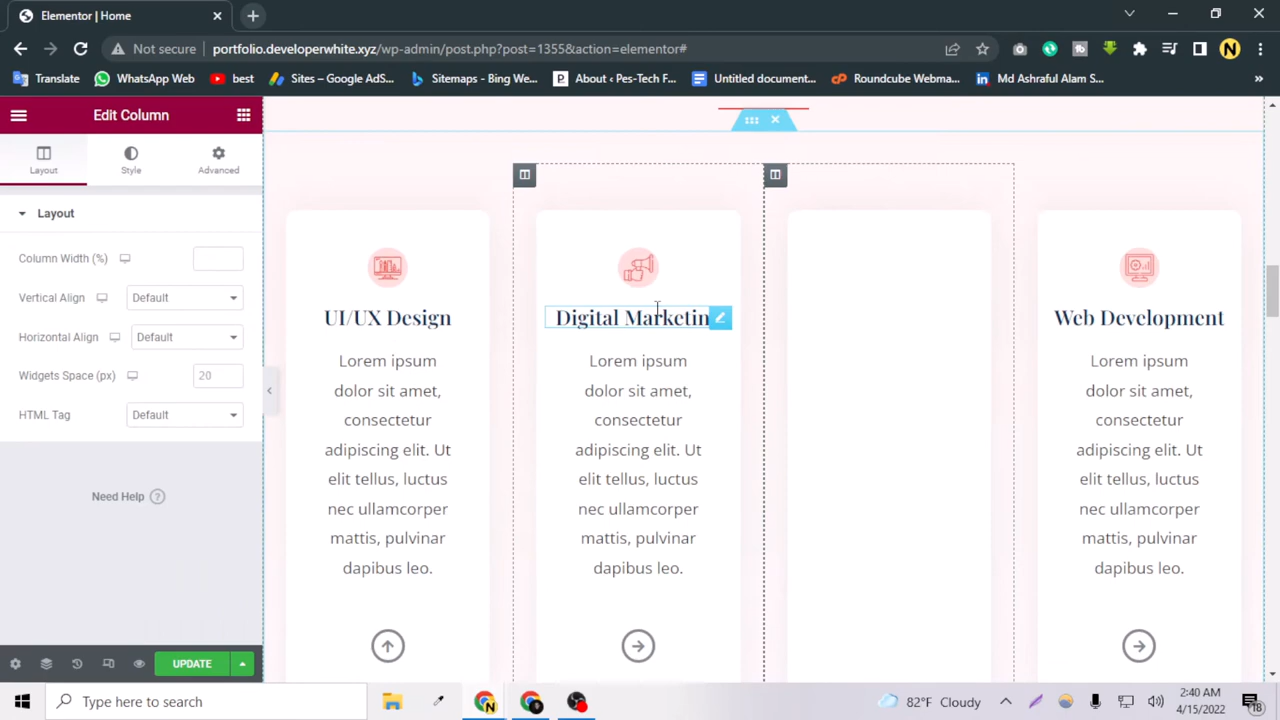 Elementor | Home
Not secure
portfolio.developerwhite.xyz/wp-admin/post.php?post=1355&action=elementor#
N
Translate
WhatsApp Web
best
Sites – Google AdS...
Sitemaps - Bing We...
About ‹ Pes-Tech F...
Untitled document...
Roundcube Webma...
Md Ashraful Alam S...
»
Edit Column
Layout
Style
Advanced
Layout
Column Width (%)
Vertical Align
Default
Horizontal Align
Default
Widgets Space (px)
20
HTML Tag
Default
Need Help ?
UPDATE
UI/UX Design
Lorem ipsum
dolor sit amet,
consectetur
adipiscing elit. Ut
elit tellus, luctus
nec ullamcorper
mattis, pulvinar
dapibus leo.
Digital Marketin
Lorem ipsum
dolor sit amet,
consectetur
adipiscing elit. Ut
elit tellus, luctus
nec ullamcorper
mattis, pulvinar
dapibus leo.
Web Development
Lorem ipsum
dolor sit amet,
consectetur
adipiscing elit. Ut
elit tellus, luctus
nec ullamcorper
mattis, pulvinar
dapibus leo.
Type here to search
82°F Cloudy
2:40 AM
4/15/2022
18